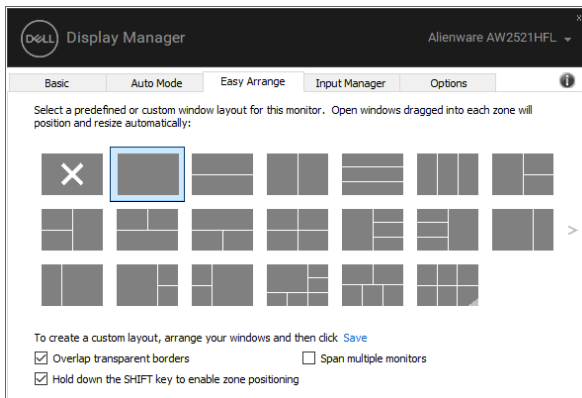 DELL Display Manager Alienware AW2521HFL
Basic Auto Mode Easy Arrange Input Manager Options
Select a predefined or custom window layout for this monitor. Open windows dragged into each zone will
position and resize automatically:
To create a custom layout, arrange your windows and then click Save
Overlap transparent borders Span multiple monitors
Hold down the SHIFT key to enable zone positioning